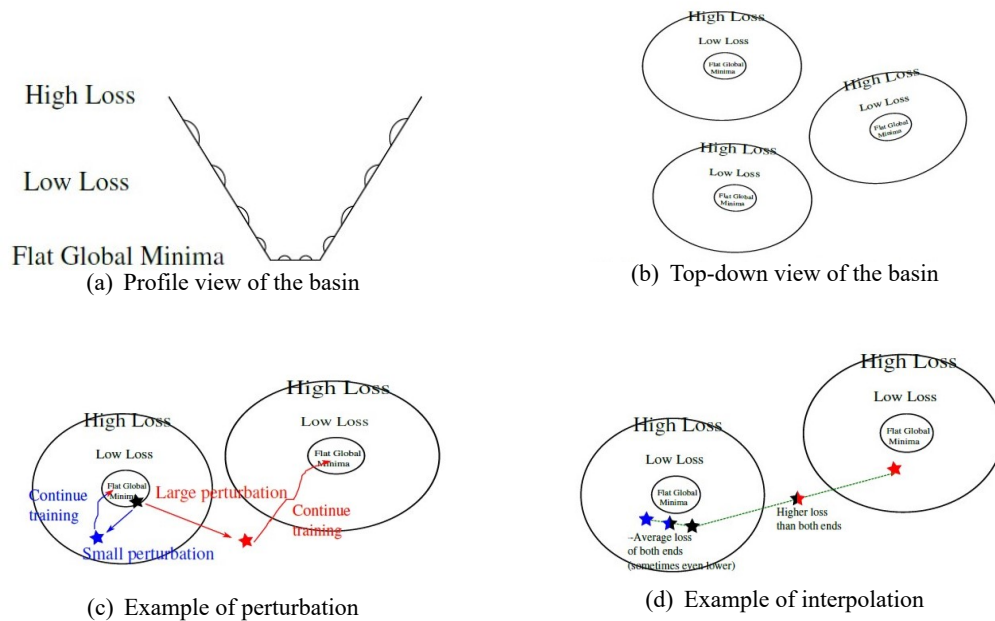 High Loss
Low Loss
Flat Global Minima
(a) Profile view of the basin
High Loss
Low Loss
Flat Global
Minima
High Loss
Low Loss
Flat Global
Minima
High Loss
Low Loss
Flat Global
Minima
(b) Top-down view of the basin
High Loss
Low Loss
Flat Global
Minima
High Loss
Low Loss
Flat Global
Minima
Continue
training
Large perturbation
Continue
training
Small perturbation
(c) Example of perturbation
High Loss
Low Loss
Flat Global
Minima
High Loss
Low Loss
Flat Global
Minima
~Average loss
of both ends
(sometimes even lower)
Higher loss
than both ends
(d) Example of interpolation